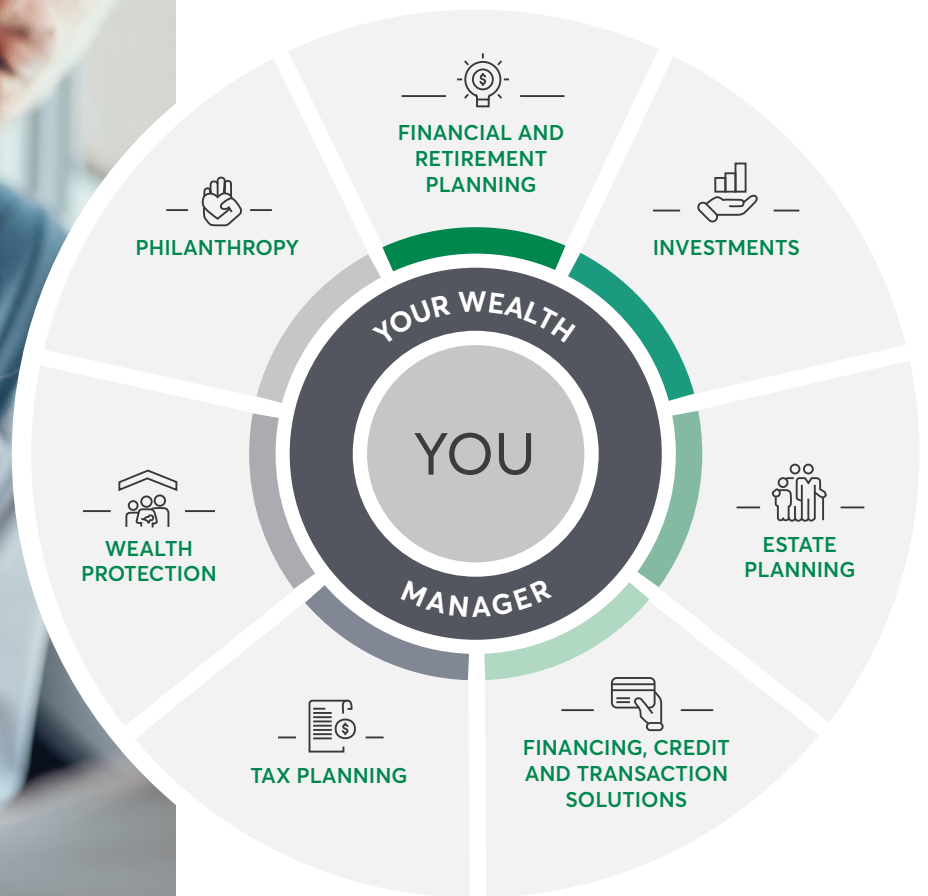 FINANCIAL AND
RETIREMENT
PLANNING
INVESTMENTS
ESTATE
PLANNING
FINANCING, CREDIT
AND TRANSACTION
SOLUTIONS
TAX PLANNING
WEALTH
PROTECTION
PHILANTHROPY
YOUR WEALTH
MANAGER
YOU
$
$